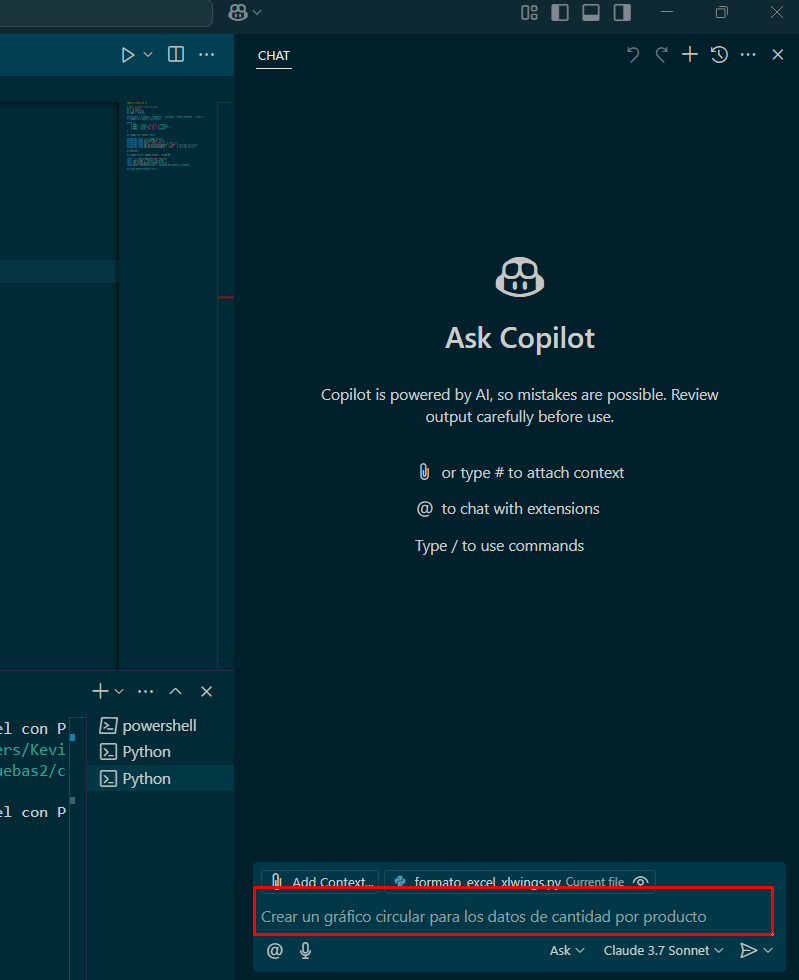 CHAT
Ask Copilot
Copilot is powered by AI, so mistakes are possible. Review
output carefully before use.
or type # to attach context
@ to chat with extensions
Type / to use commands
powershell
Python
Python
el con P
ers/Kevi
uebas2/c
el con P
Add Context...
formato_excel_xlwings.py Current file
Crear un gráfico circular para los datos de cantidad por producto
@ Ask Claude 3.7 Sonnet